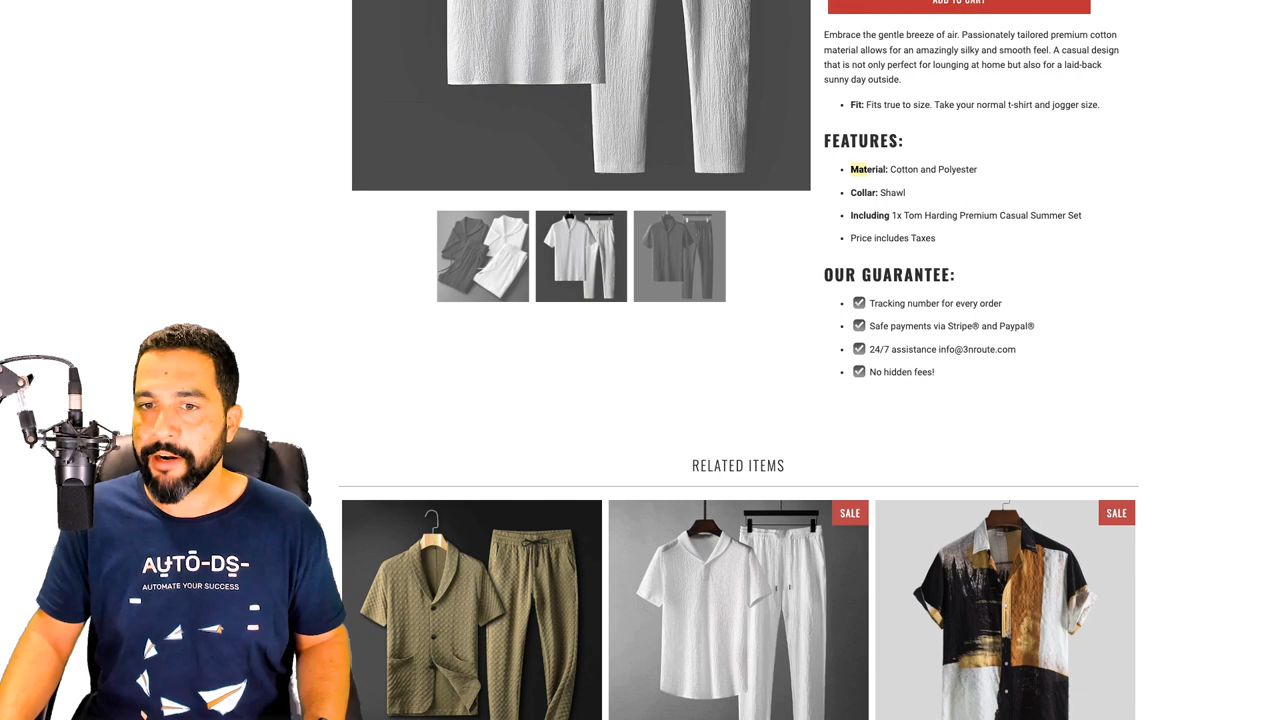 ADD TO CART
Embrace the gentle breeze of air. Passionately tailored premium cotton
material allows for an amazingly silky and smooth feel. A casual design
that is not only perfect for lounging at home but also for a laid-back
sunny day outside.
• Fit: Fits true to size. Take your normal t-shirt and jogger size.
FEATURES:
• Material: Cotton and Polyester
• Collar: Shawl
• Including 1x Tom Harding Premium Casual Summer Set
• Price includes Taxes
OUR GUARANTEE:
• Tracking number for every order
• Safe payments via Stripe® and Paypal®
• 24/7 assistance info@3nroute.com
• No hidden fees!
RELATED ITEMS
SALE
SALE
AUTO-DS-
AUTOMATE YOUR SUCCESS